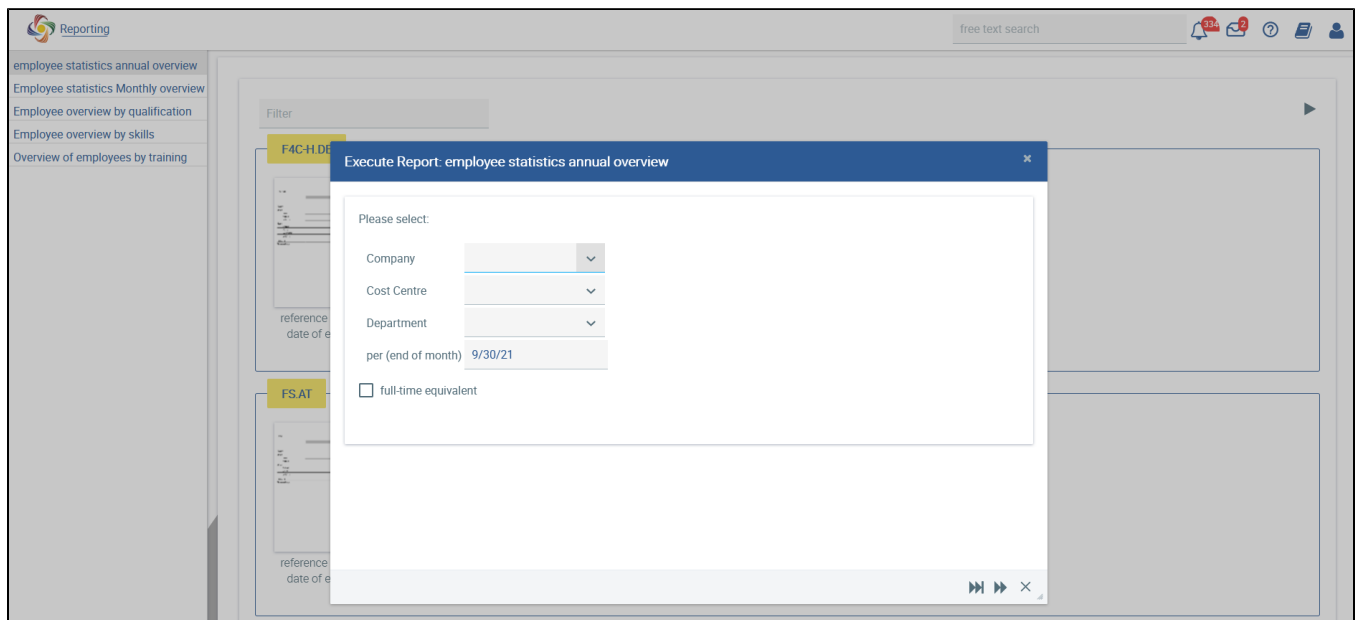 Reporting
free text search
334
2
employee statistics annual overview
Employee statistics Monthly overview
Employee overview by qualification
Employee overview by skills
Overview of employees by training
Filter
F4C-H.DE
reference
date of e
FS.AT
reference
date of e
Execute Report: employee statistics annual overview
Please select:
Company
Cost Centre
Department
per (end of month) 9/30/21
full-time equivalent